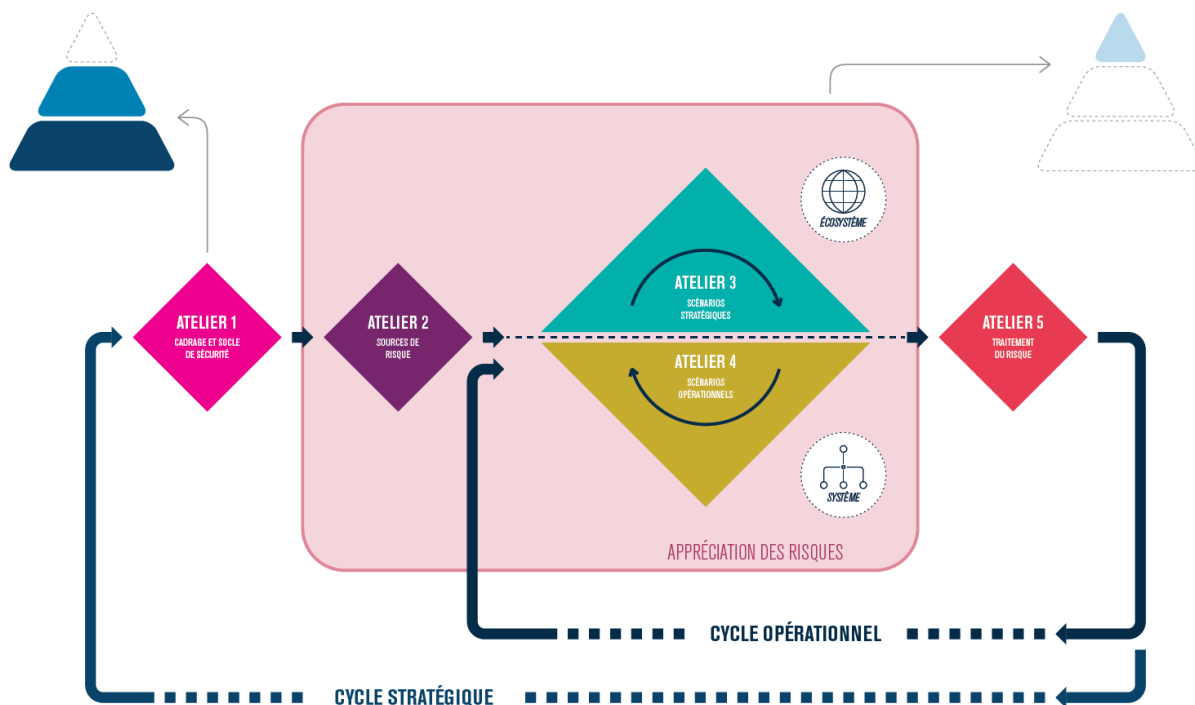 ÉCOSYSTÈME
ATELIER 1
CADRAGE ET SOCLE
DE SÉCURITÉ
ATELIER 2
SOURCES DE
RISQUE
ATELIER 3
SCÉNARIOS
STRATÉGIQUES
ATELIER 4
SCÉNARIOS
OPÉRATIONNELS
ATELIER 5
TRAITEMENT
DU RISQUE
SYSTÈME
APPRÉCIATION DES RISQUES
CYCLE OPÉRATIONNEL
CYCLE STRATÉGIQUE